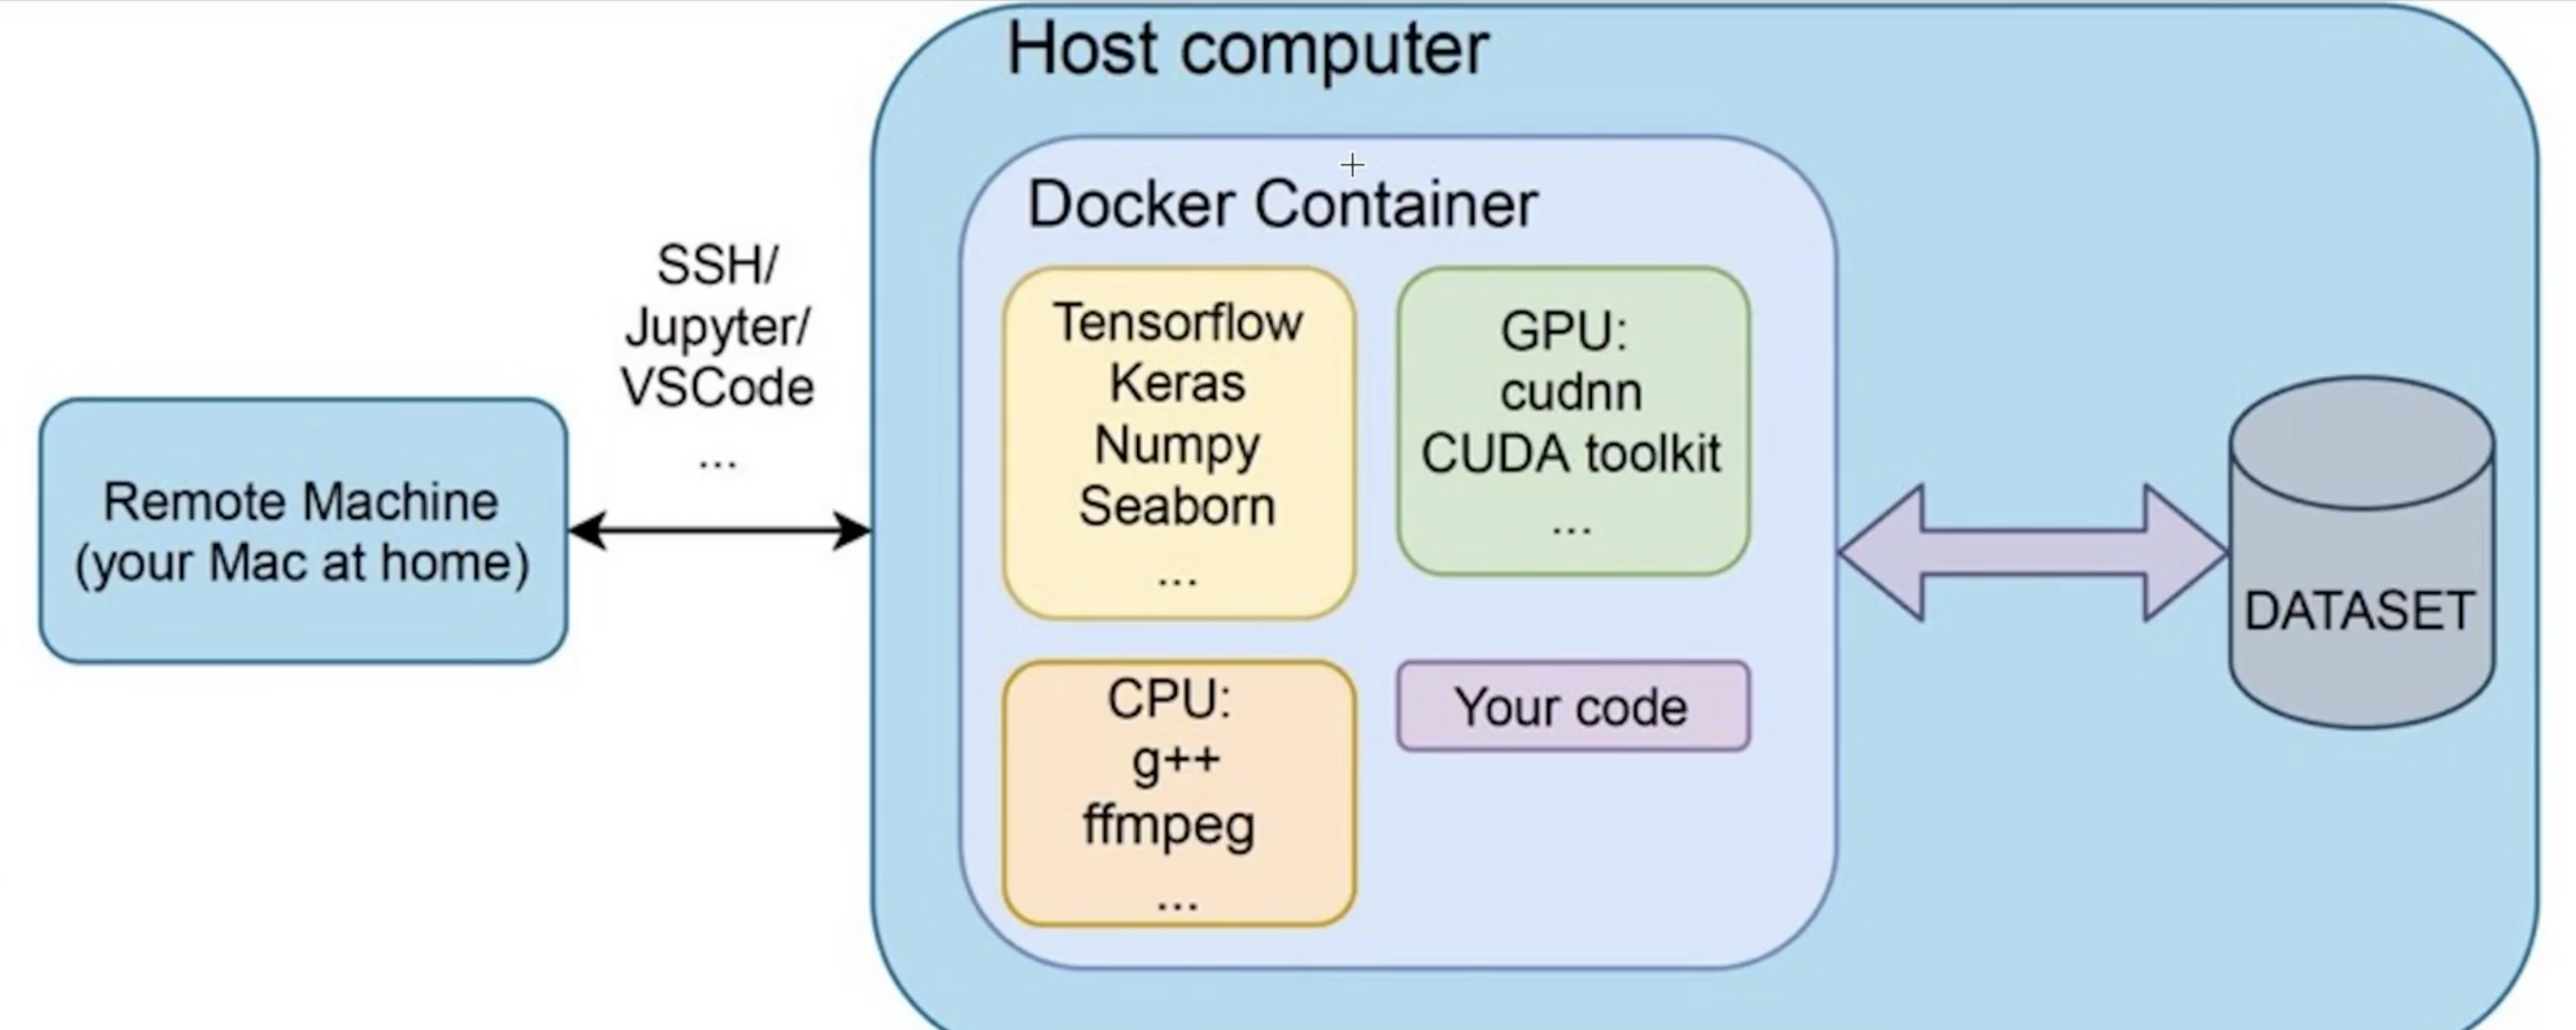 Host computer
Docker Container
SSH/
Jupyter/
VSCode
...
Remote Machine
(your Mac at home)
Tensorflow
Keras
Numpy
Seaborn
...
GPU:
cudnn
CUDA toolkit
...
CPU:
g++
ffmpeg
...
Your code
DATASET